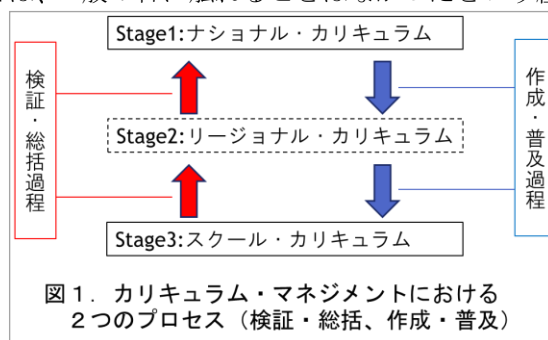 Stage1:ナショナル・カリキュラム
検証・総括過程
作成・普及過程
Stage2:リージョナル・カリキュラム
Stage3:スクール・カリキュラム
図１．カリキュラム・マネジメントにおける
２つのプロセス（検証・総括、作成・普及）